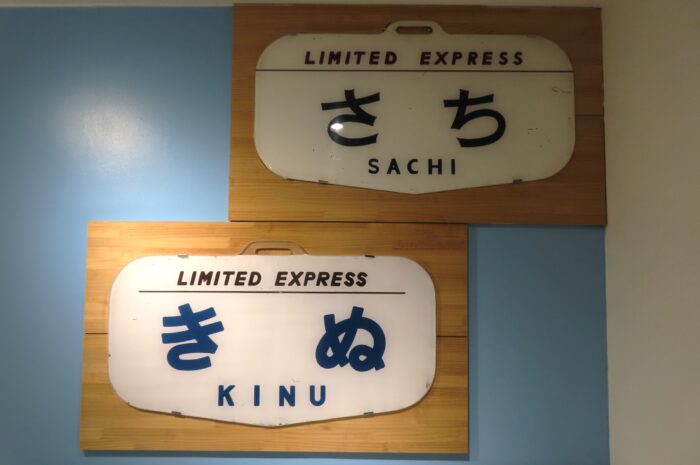 LIMITED EXPRESS
さち
SACHI
LIMITED EXPRESS
きぬ
KINU